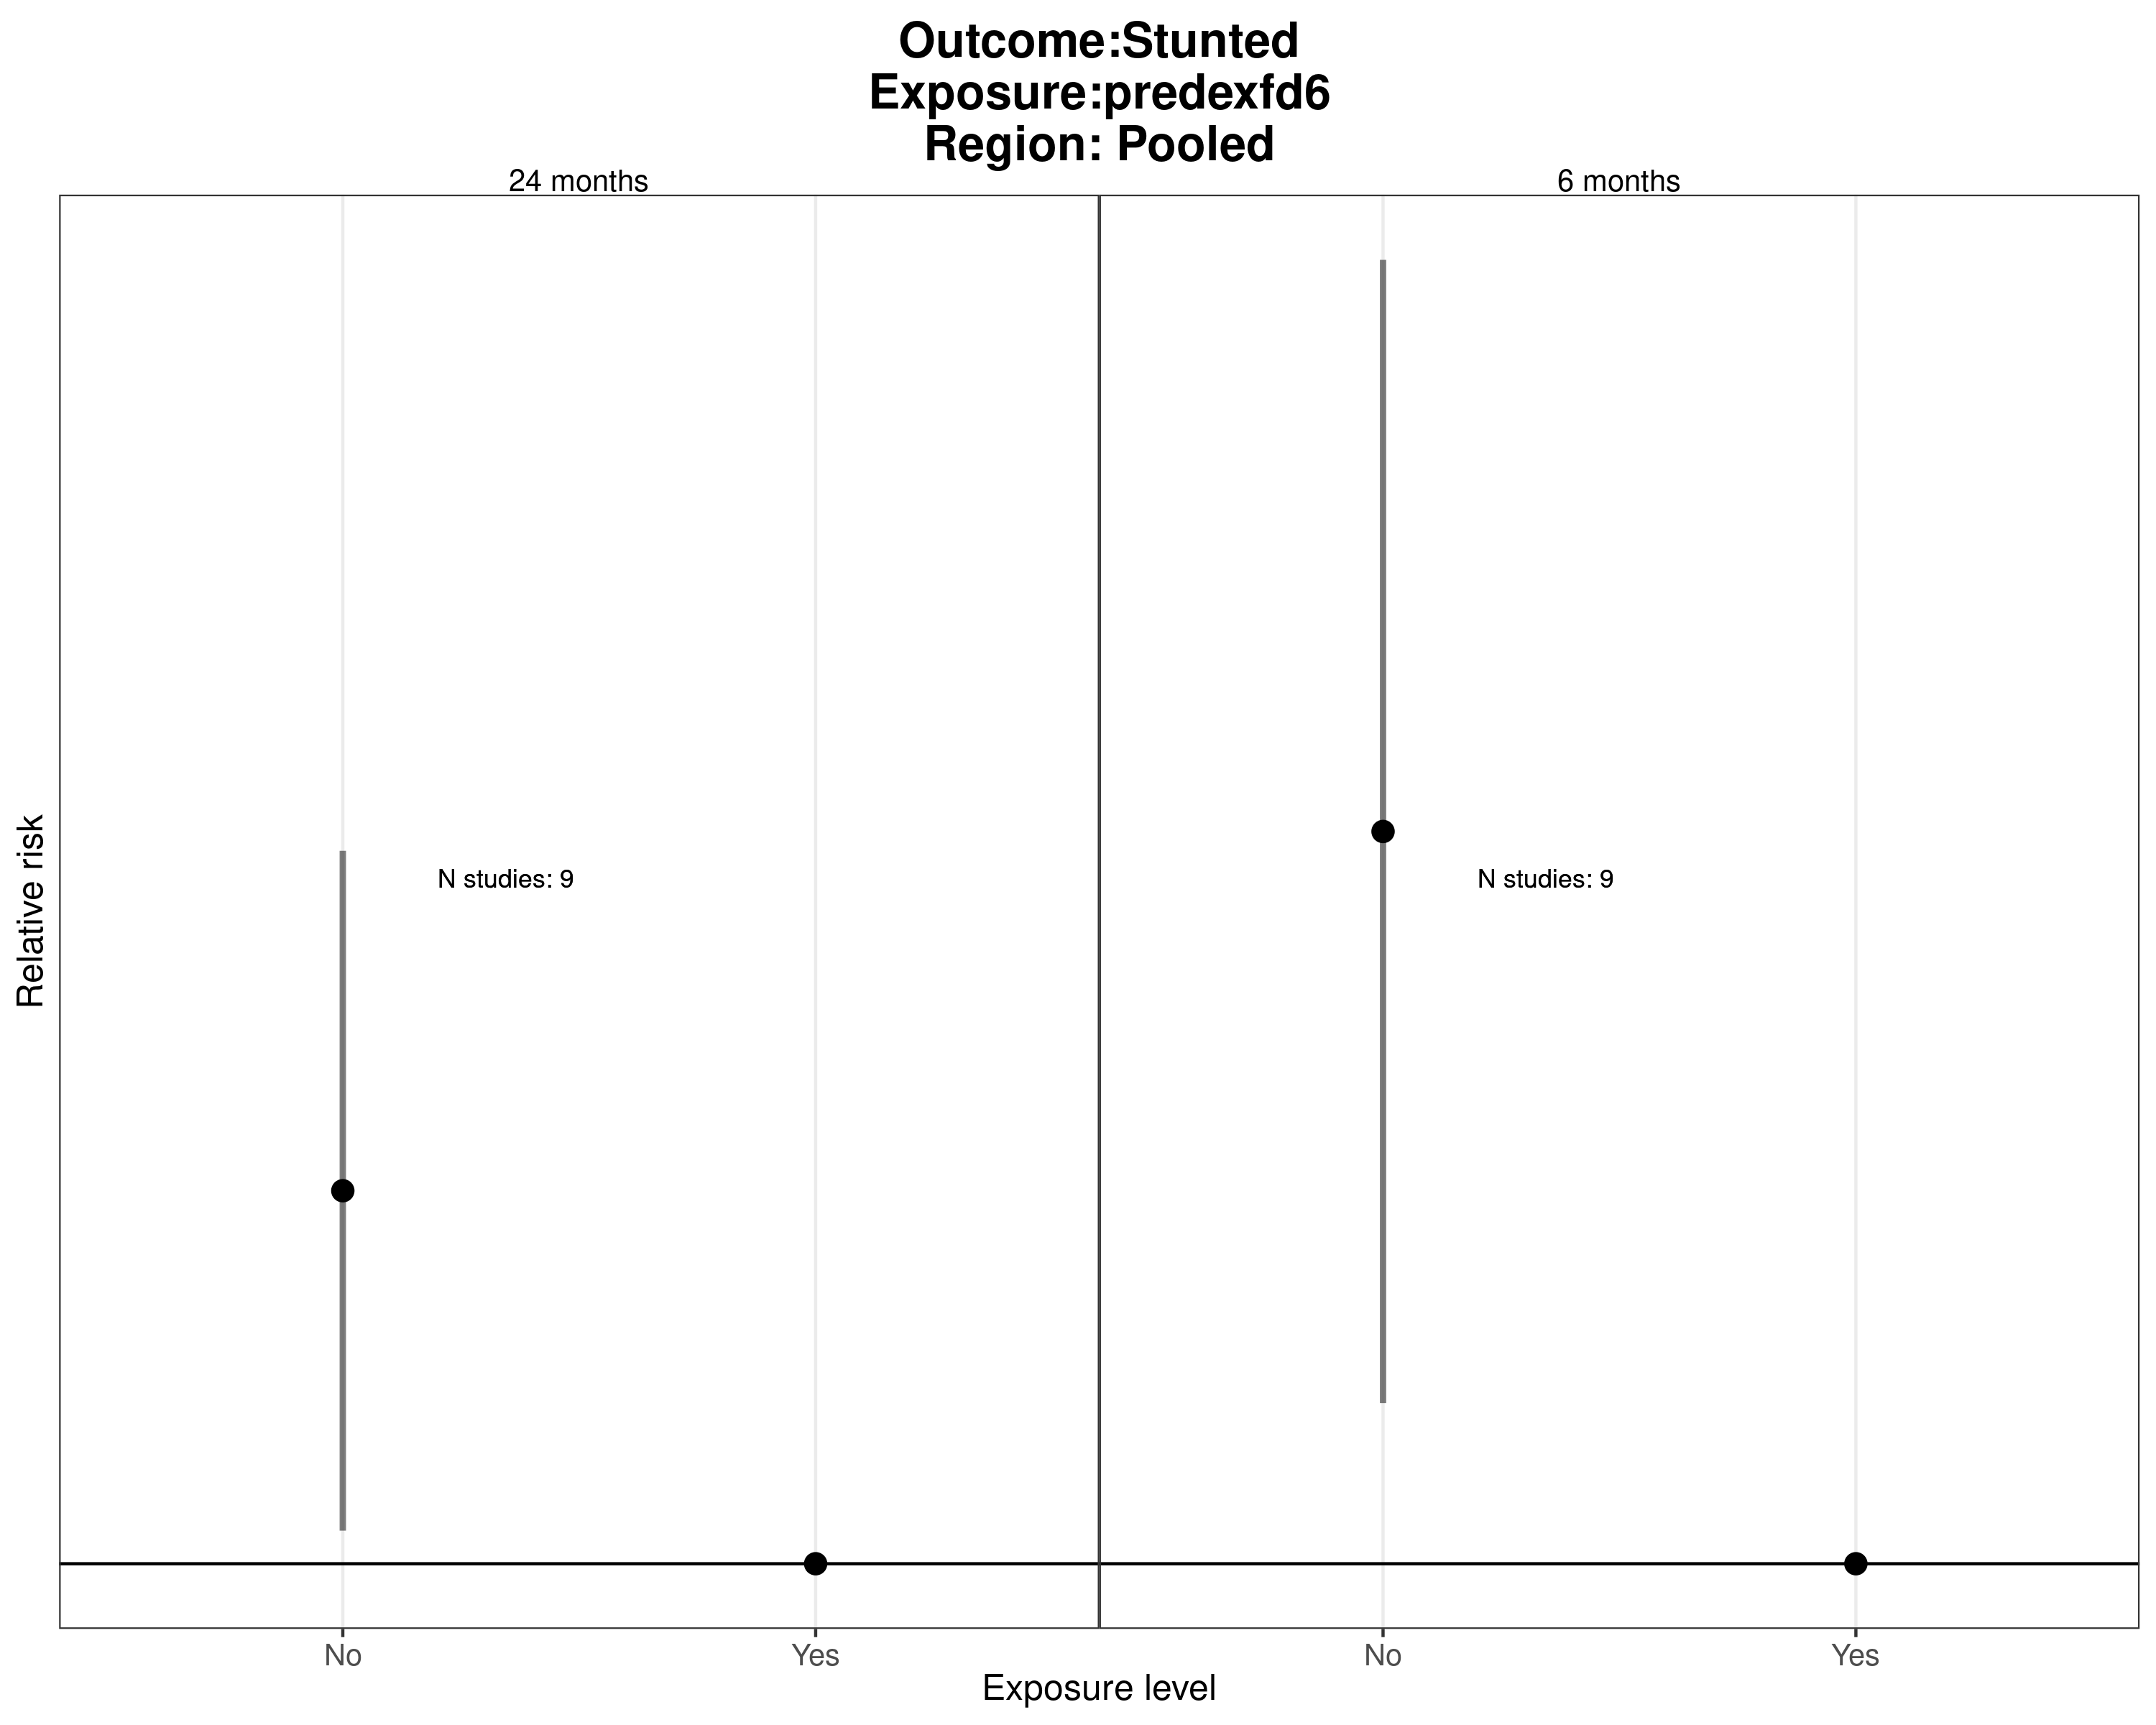 Outcome:Stunted
Exposure:predexfd6
Region: Pooled
24 months
6 months
Relative risk
N studies: 9
N studies: 9
No
Yes
No
Yes
Exposure level